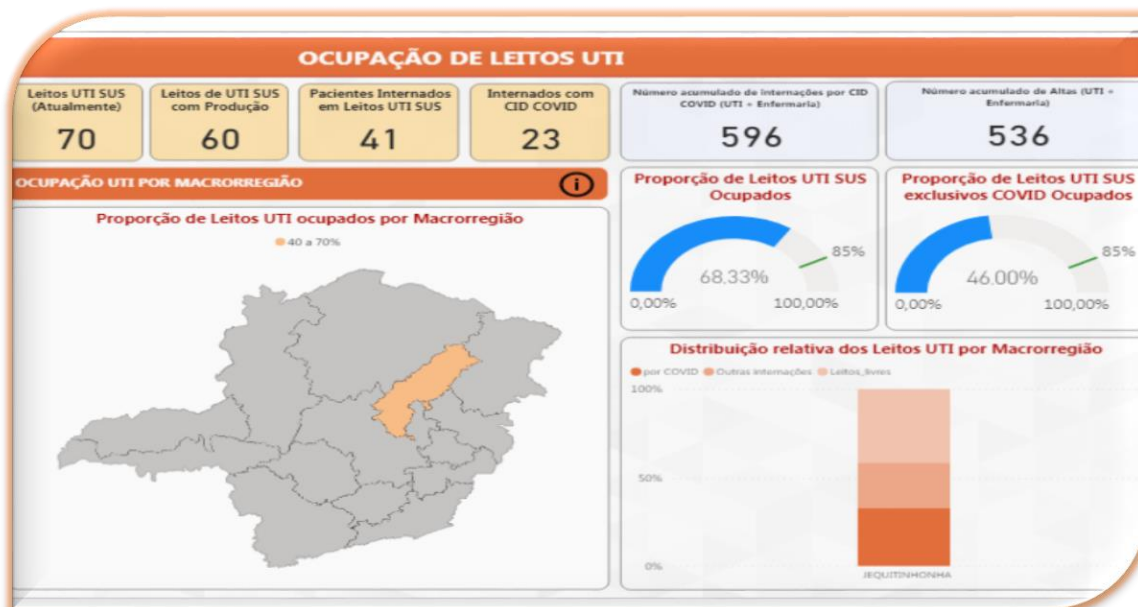 OCUPAÇÃO DE LEITOS UTI
Leitos UTI SUS
(Atualmente)
70
Leitos de UTI SUS
com Produção
60
Pacientes Internados
em Leitos UTI SUS
41
Internados com
CID COVID
23
Número acumulado de internações por CID
COVID (UTI + Enfermaria)
596
Número acumulado de Altas (UTI +
Enfermaria)
536
OCUPAÇÃO UTI POR MACRORREGIÃO
i
Proporção de Leitos UTI ocupados por Macrorregião
40 a 70%
Proporção de Leitos UTI SUS
Ocupados
85%
68.33%
0,00%
100,00%
Proporção de Leitos UTI SUS
exclusivos COVID Ocupados
85%
46.00%
0,00%
100,00%
Distribuição relativa dos Leitos UTI por Macrorregião
por COVID Outras internações Leitos_livres
100%
50%
0%
JEQUITINHONHA